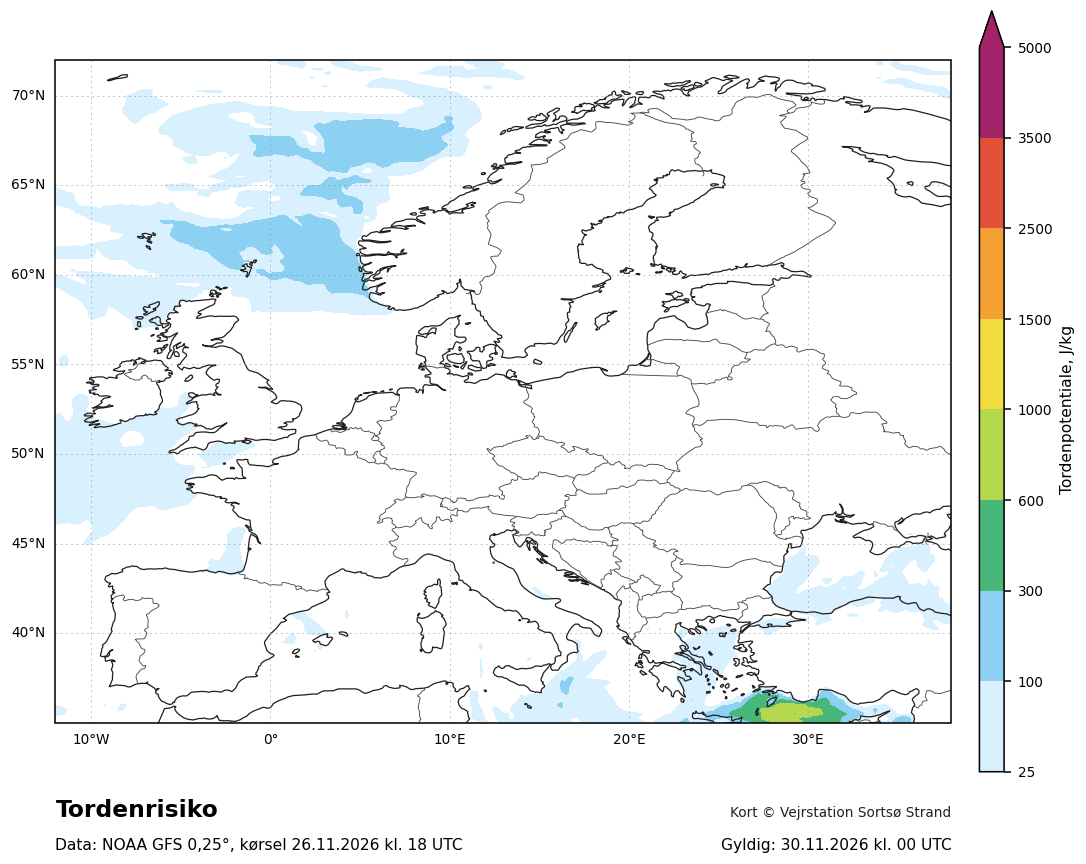 70°N
65°N
60°N
55°N
50°N
45°N
40°N
10°W
0°
10°E
20°E
30°E
5000
3500
2500
1500
1000
600
300
100
25
Tordenpotentiale, J/kg
Tordenrisiko
Kort © Vejrstation Sortsø Strand
Data: NOAA GFS 0,25°, kørsel 26.11.2026 kl. 18 UTC
Gyldig: 30.11.2026 kl. 00 UTC